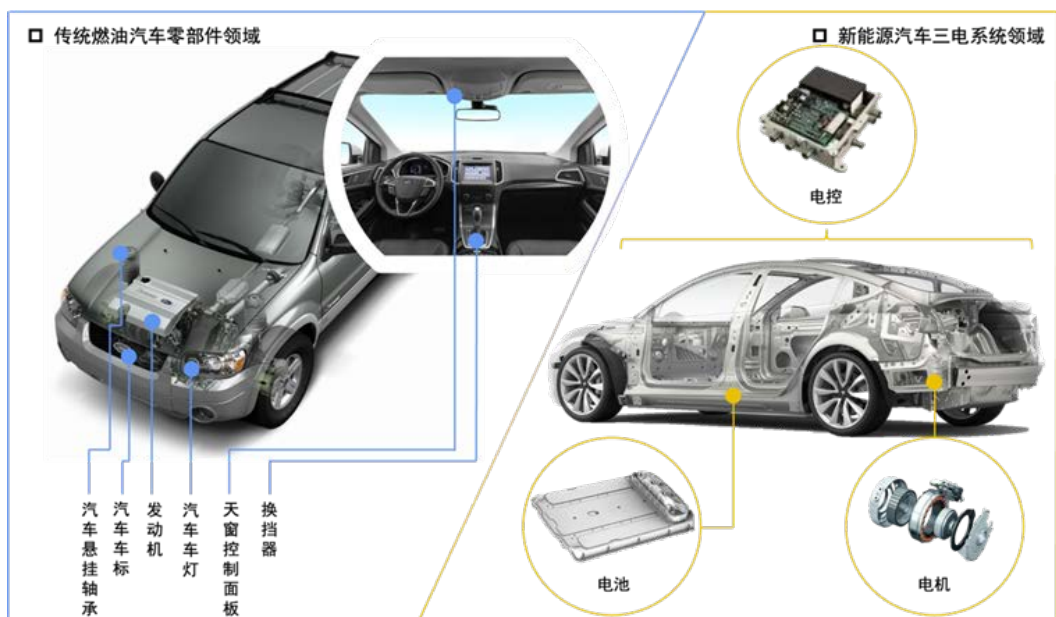 传统燃油汽车零部件领域
新能源汽车三电系统领域
电控
汽车悬挂轴承
汽车车标
发动机
汽车车灯
天窗控制面板
换挡器
电池
电机